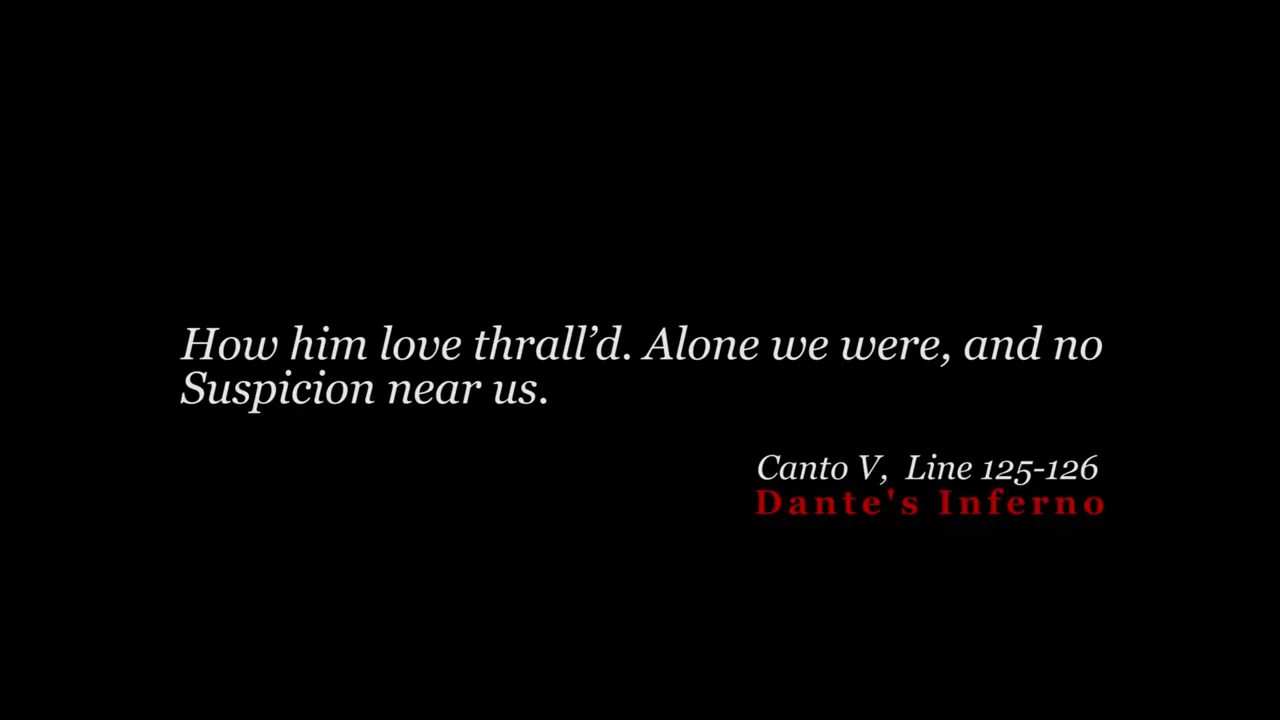 How him love thrall’d. Alone we were, and no
Suspicion near us.
Canto V, Line 125-126
Dante's Inferno